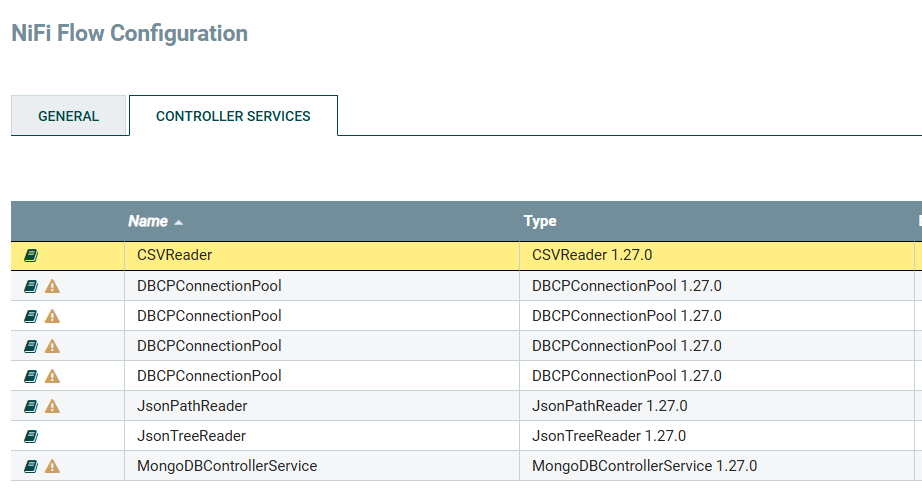 NiFi Flow Configuration
GENERAL CONTROLLER SERVICES
Name Type
CSVReader CSVReader 1.27.0
DBCPConnectionPool DBCPConnectionPool 1.27.0
DBCPConnectionPool DBCPConnectionPool 1.27.0
DBCPConnectionPool DBCPConnectionPool 1.27.0
DBCPConnectionPool DBCPConnectionPool 1.27.0
JsonPathReader JsonPathReader 1.27.0
JsonTreeReader JsonTreeReader 1.27.0
MongoDBControllerService MongoDBControllerService 1.27.0